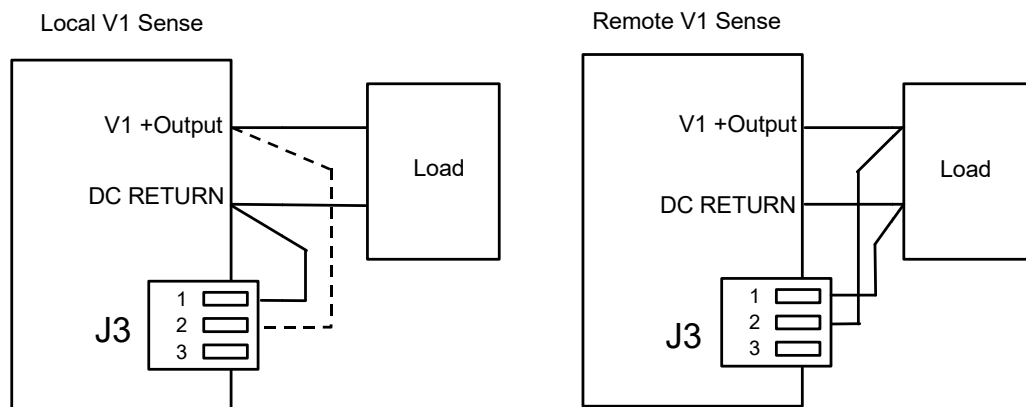 Local V1 Sense
V1 +Output
DC RETURN
Load
J3
1
2
3
Remote V1 Sense
V1 +Output
DC RETURN
Load
J3
1
2
3